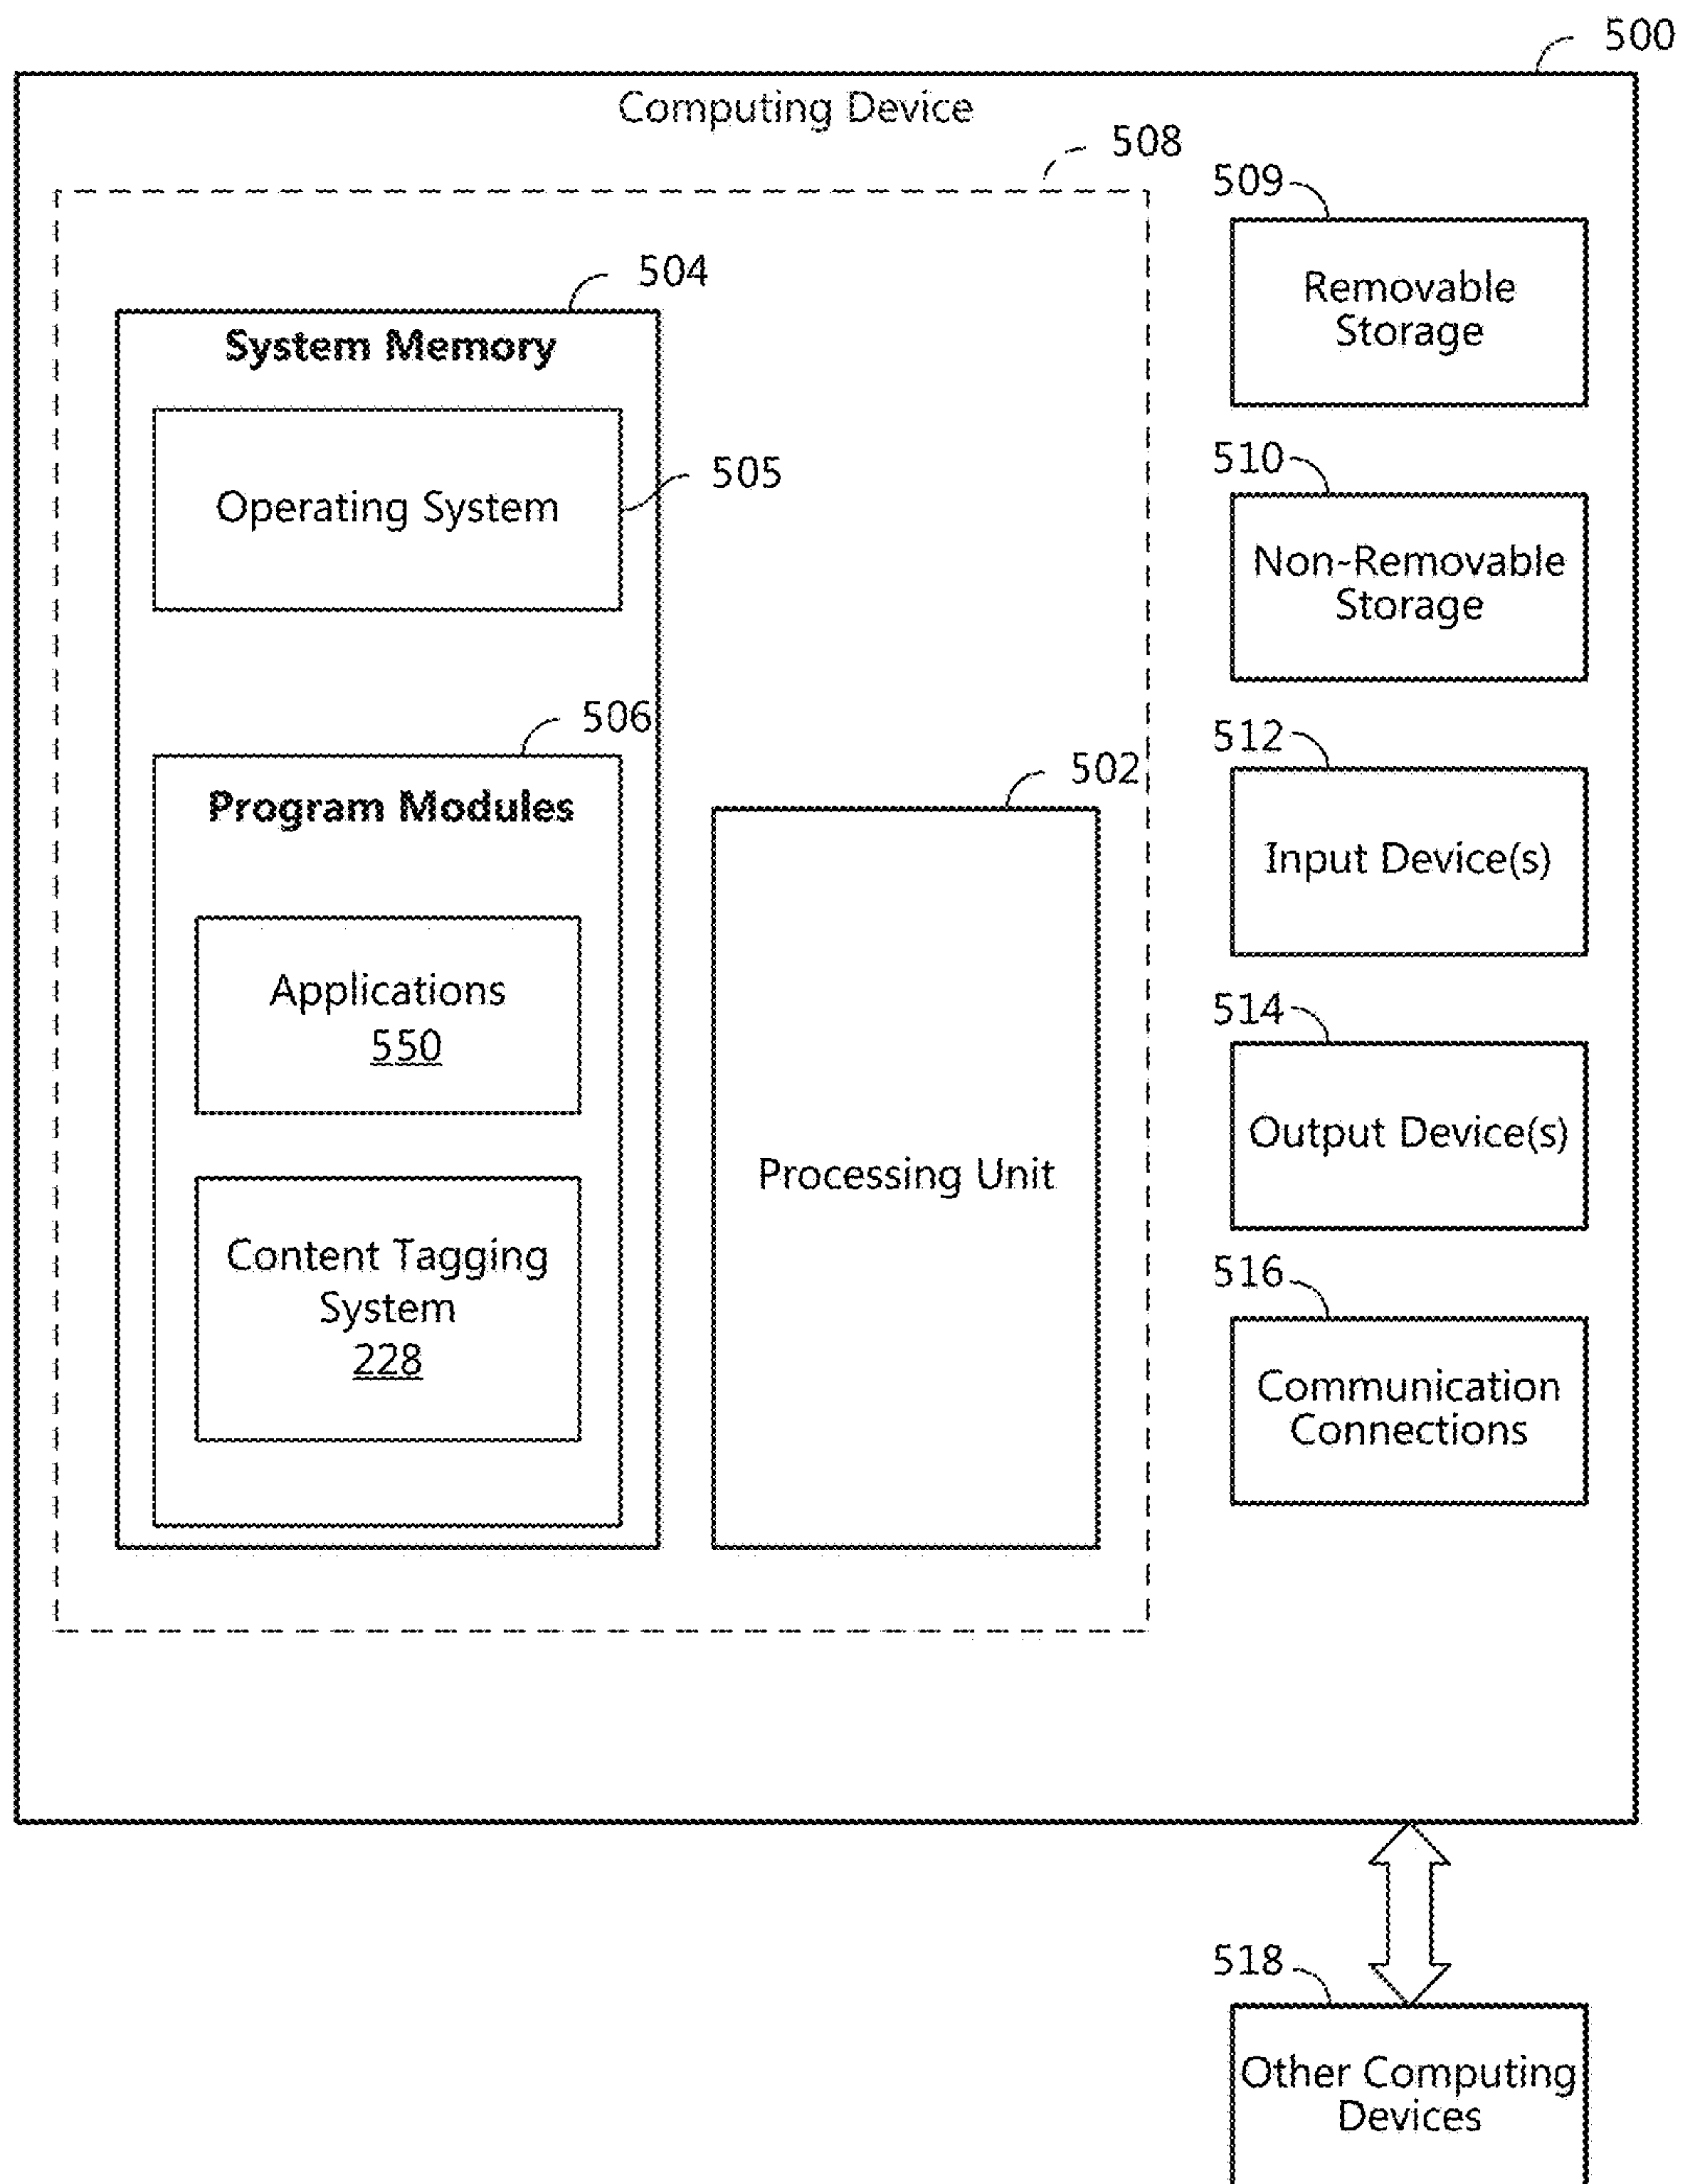 500
Computing Device
508
509
Removable
Storage
504
System Memory
Operating System
505
510
Non-Removable
Storage
506
Program Modules
502
512
Input Device(s)
Applications
550
514
Output Device(s)
Processing Unit
Content Tagging
System
228
516
Communication
Connections
518
Other Computing
Devices